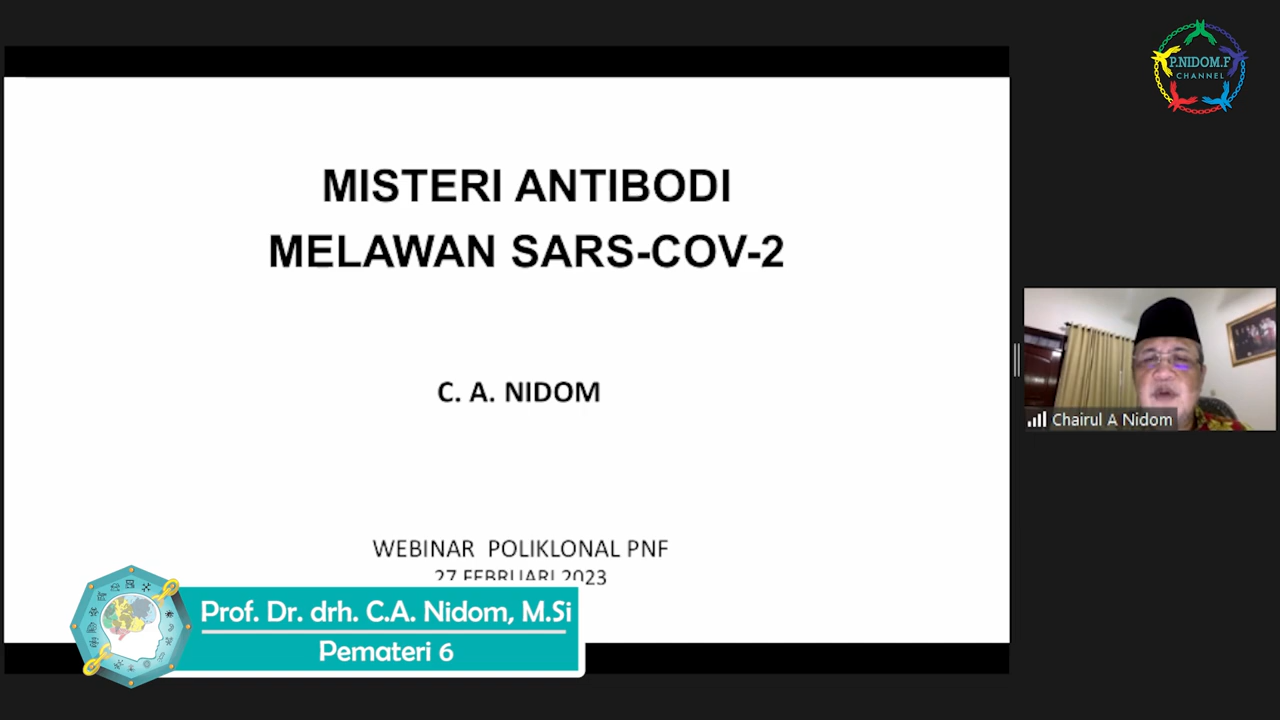 MISTERI ANTIBODI
MELAWAN SARS-COV-2
C. A. NIDOM
WEBINAR POLIKLONAL PNF
27 FEBRUARI 2023
Prof. Dr. drh. C.A. Nidom, M.Si
Pemateri 6
P.NIDOM.F
CHANNEL
Chairul A Nidom